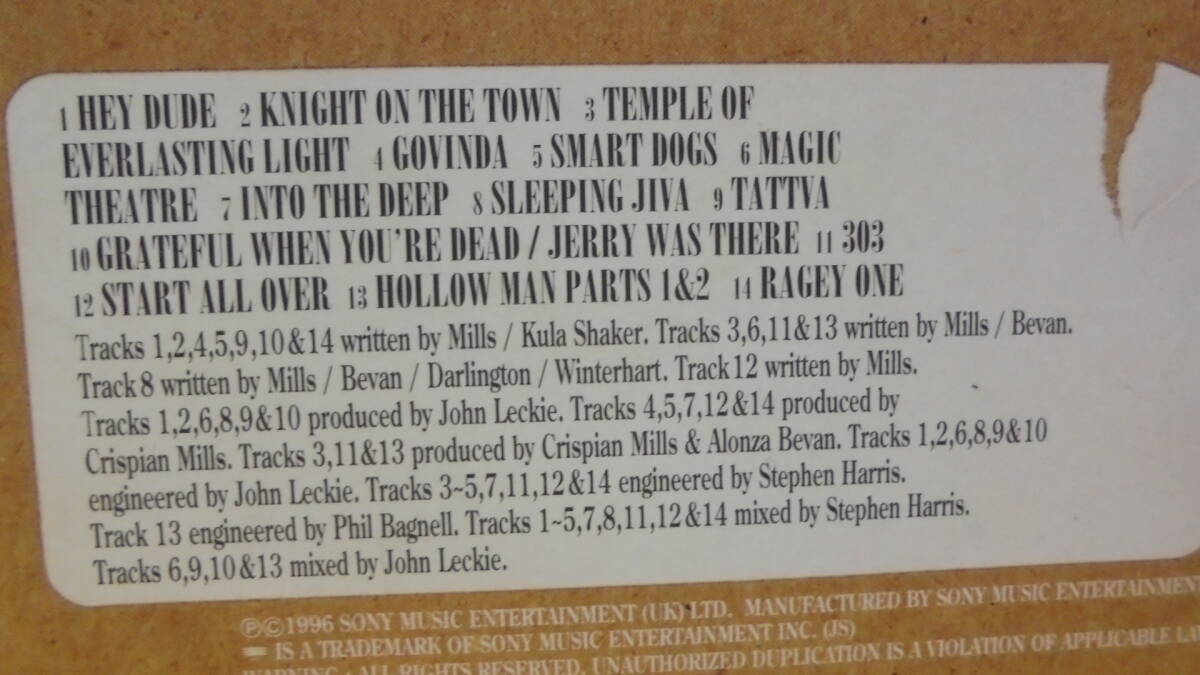 1 HEY DUDE 2 KNIGHT ON THE TOWN 3 TEMPLE OF
EVERLASTING LIGHT 4 GOVINDA 5 SMART DOGS 6 MAGIC
THEATRE 7 INTO THE DEEP 8 SLEEPING JIVA 9 TATTVA
10 GRATEFUL WHEN YOU'RE DEAD / JERRY WAS THERE 11 303
12 START ALL OVER 13 HOLLOW MAN PARTS 1&2 14 RAGEY ONE
Tracks 1,2,4,5,9,10&14 written by Mills / Kula Shaker. Tracks 3,6,11&13 written by Mills / Bevan.
Track 8 written by Mills / Bevan / Darlington / Winterhart. Track 12 written by Mills.
Tracks 1,2,6,8,9&10 produced by John Leckie. Tracks 4,5,7,12&14 produced by
Crispian Mills. Tracks 3,11&13 produced by Crispian Mills & Alonza Bevan. Tracks 1,2,6,8,9&10
engineered by John Leckie. Tracks 3~5,7,11,12&14 engineered by Stephen Harris.
Track 13 engineered by Phil Bagnell. Tracks 1~5,7,8,11,12&14 mixed by Stephen Harris.
Tracks 6,9,10&13 mixed by John Leckie.
℗©1996 SONY MUSIC ENTERTAINMENT (UK) LTD. MANUFACTURED BY SONY MUSIC ENTERTAINMEN
IS A TRADEMARK OF SONY MUSIC ENTERTAINMENT INC. (JS)
WARNING : ALL RIGHTS RESERVED. UNAUTHORIZED DUPLICATION IS A VIOLATION OF APPLICABLE LA